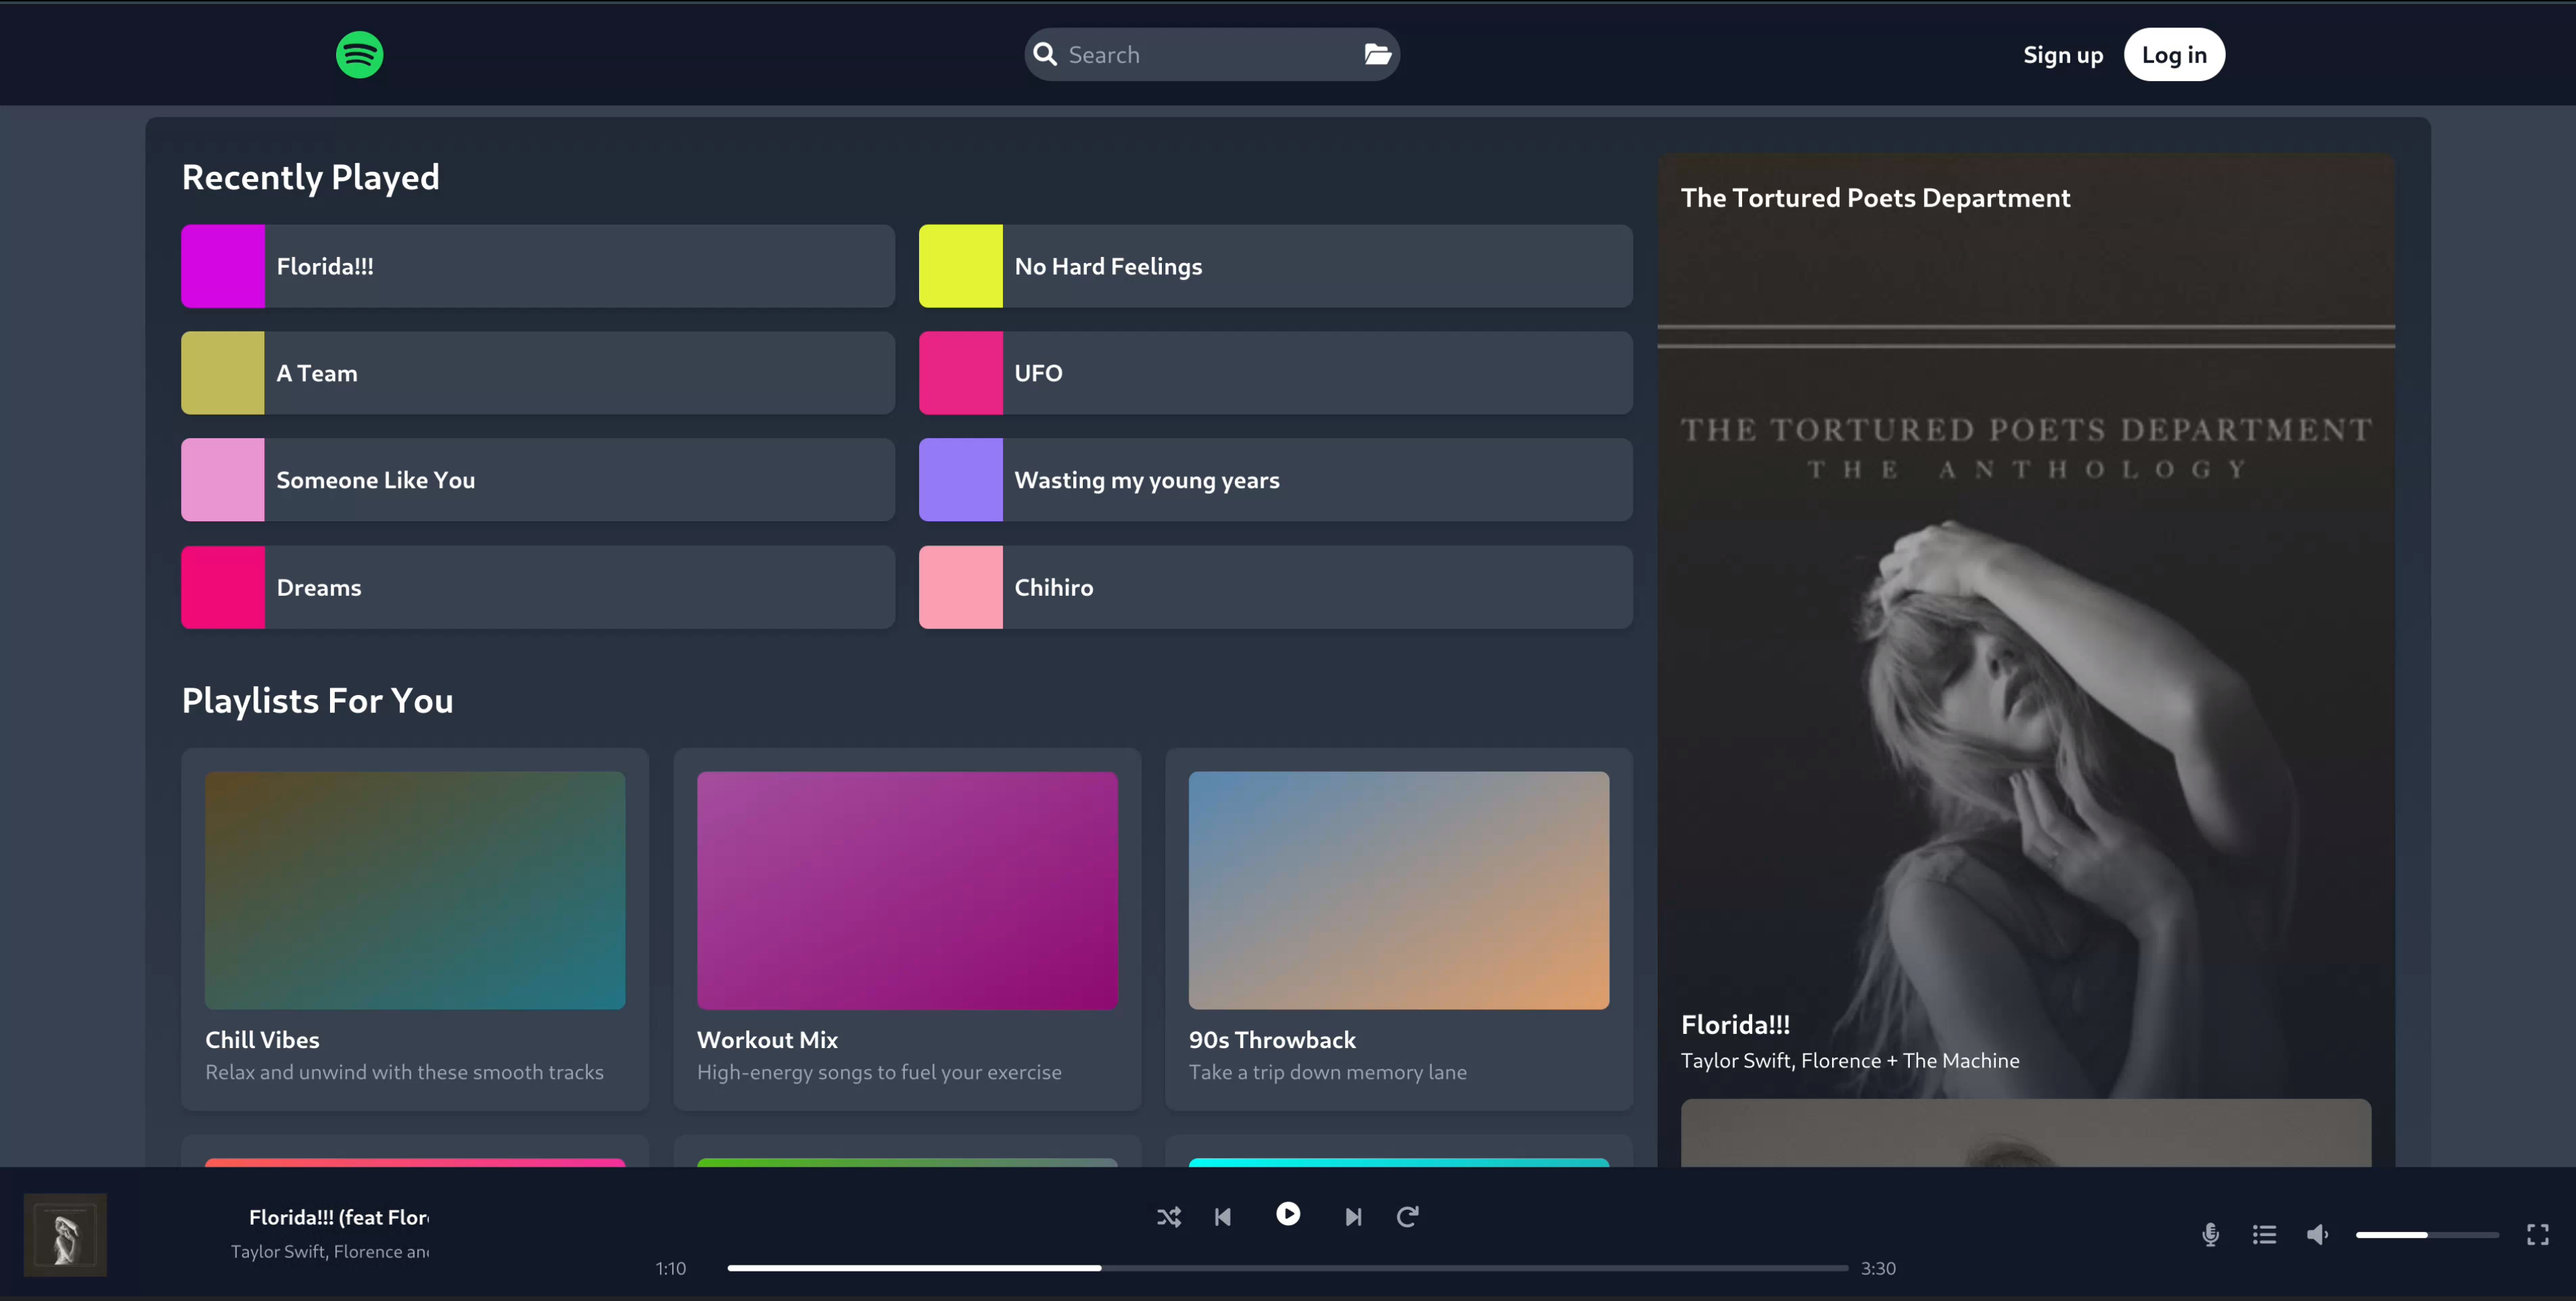 Search
Sign up
Log in
Recently Played
Florida!!!
No Hard Feelings
A Team
UFO
Someone Like You
Wasting my young years
Dreams
Chihiro
Playlists For You
Chill Vibes
Relax and unwind with these smooth tracks
Workout Mix
High-energy songs to fuel your exercise
90s Throwback
Take a trip down memory lane
The Tortured Poets Department
THE TORTURED POETS DEPARTMENT
THE ANTHOLOGY
Florida!!!
Taylor Swift, Florence + The Machine
Florida!!! (feat Flor
Taylor Swift, Florence an
1:10
3:30